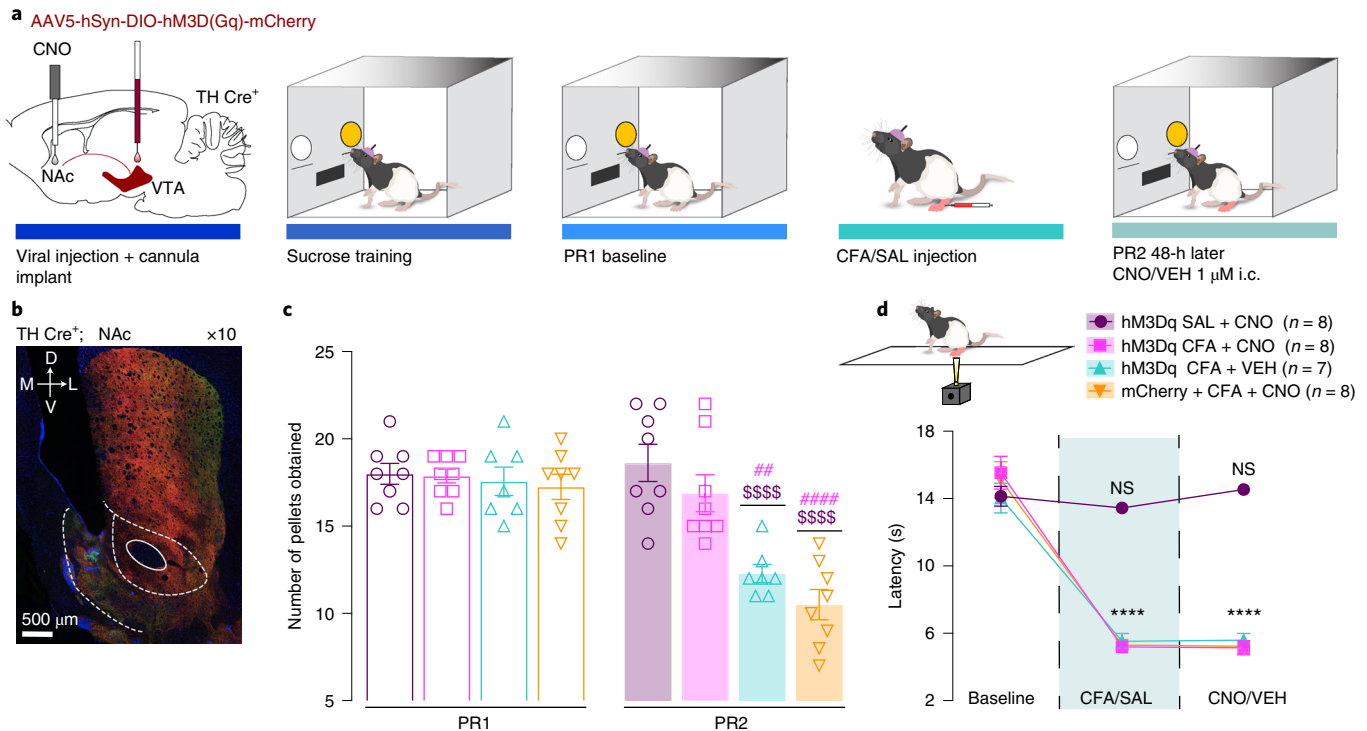 a
AAV5-hSyn-DIO-hM3D(Gq)-mCherry
CNO
TH Cre+
NAc
VTA
Viral injection + cannula
implant
Sucrose training
PR1 baseline
CFA/SAL injection
PR2 48-h later
CNO/VEH 1 μM i.c.
b
TH Cre+; NAc ×10
D
M L
V
500 μm
c
Number of pellets obtained
25
20
15
10
5
##
$$$$
####
$$$$
PR1
PR2
d
hM3Dq SAL + CNO (n = 8)
hM3Dq CFA + CNO (n = 8)
hM3Dq CFA + VEH (n = 7)
mCherry + CFA + CNO (n = 8)
Latency (s)
18
14
10
6
2
NS
NS
****
****
Baseline
CFA/SAL
CNO/VEH